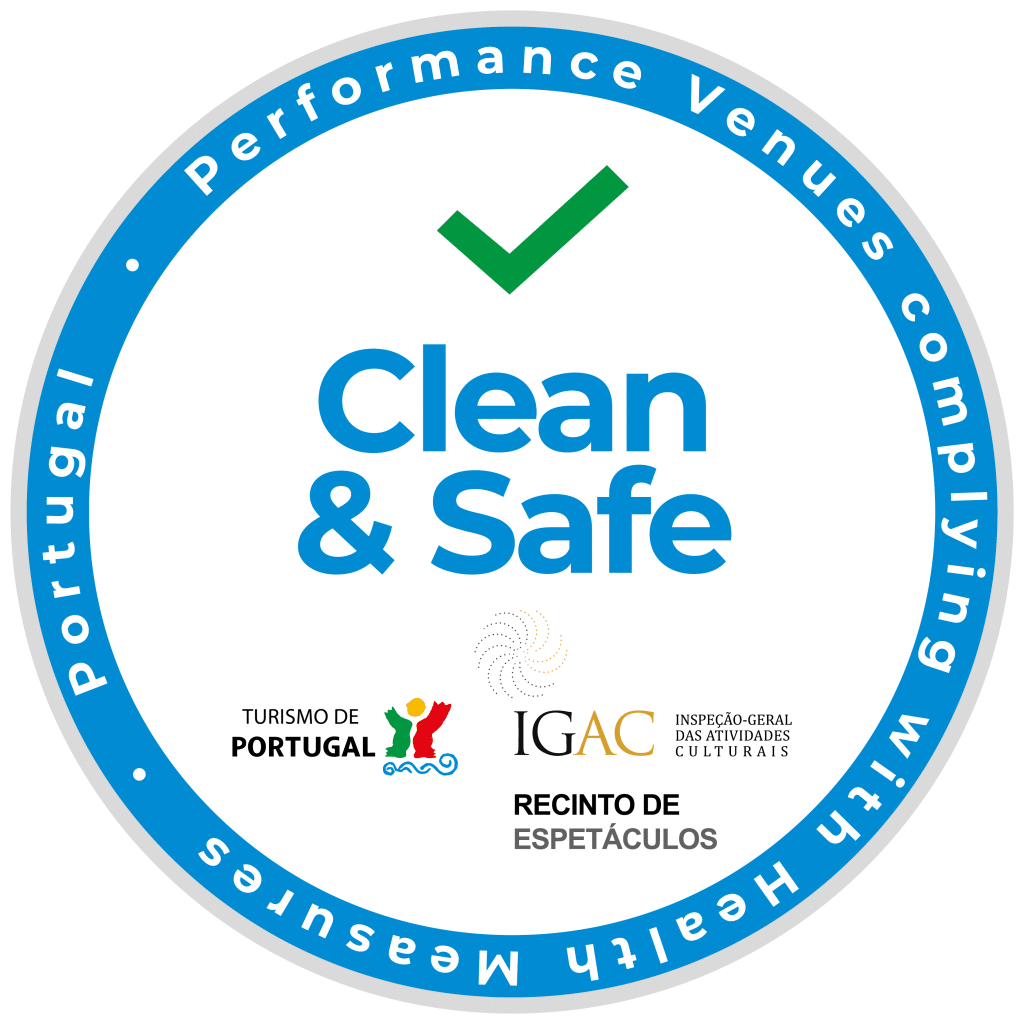 Performance Venues complying with Health Measures • Portugal •
Clean
& Safe
TURISMO DE
PORTUGAL
IGAC
INSPEÇÃO-GERAL
DAS ATIVIDADES
CULTURAIS
RECINTO DE
ESPETÁCULOS